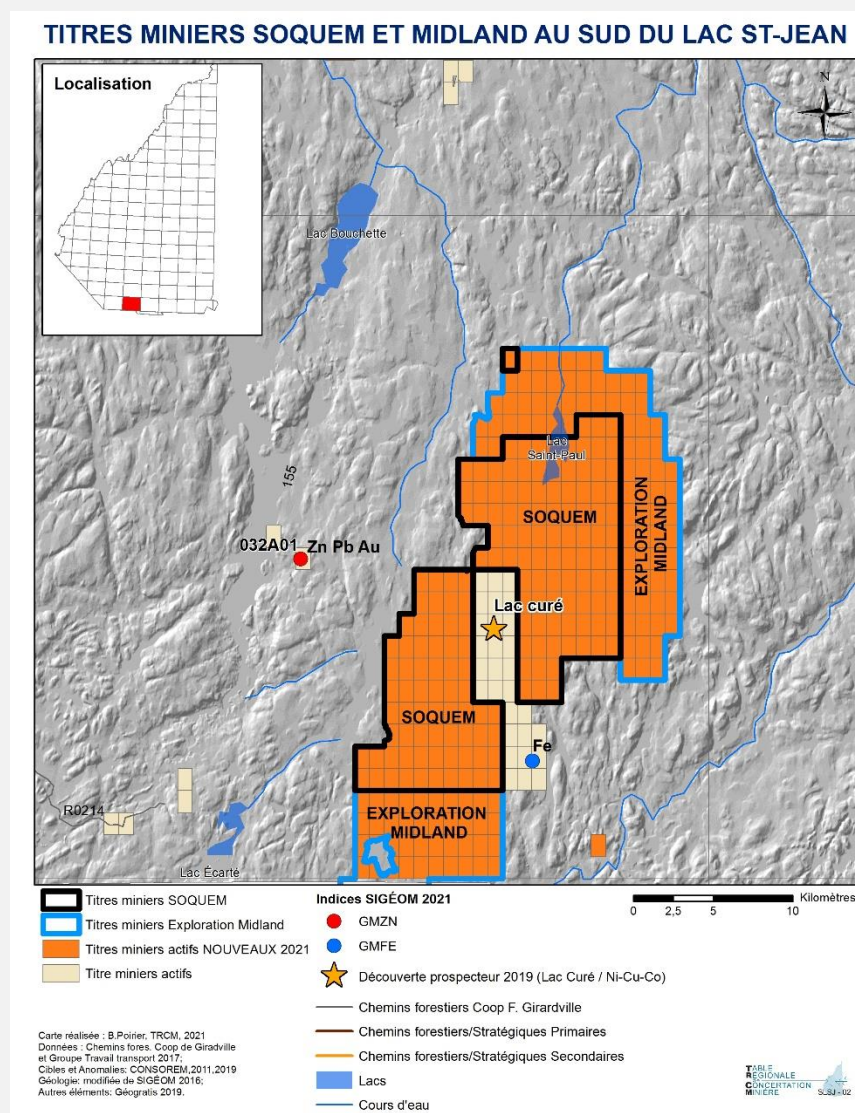 TITRES MINIERS SOQUEM ET MIDLAND AU SUD DU LAC ST-JEAN
Localisation
N
Lac Bouchette
155
Lac
Saint-Paul
SOQUEM
EXPLORATION
MIDLAND
032A01 Zn Pb Au
Lac curé
SOQUEM
Fe
R0214
EXPLORATION
MIDLAND
Lac Écarté
Titres miniers SOQUEM
Titres miniers Exploration Midland
Titres miniers actifs NOUVEAUX 2021
Titre miniers actifs
Indices SIGÉOM 2021
GMZN
GMFE
Découverte prospecteur 2019 (Lac Curé / Ni-Cu-Co)
Chemins forestiers Coop F. Girardville
Chemins forestiers/Stratégiques Primaires
Chemins forestiers/Stratégiques Secondaires
Lacs
Cours d'eau
Kilomètres
0 2,5 5 10
Carte réalisée : B.Poirier, TRCM, 2021
Données : Chemins fores. Coop de Giradville
et Groupe Travail transport 2017;
Cibles et Anomalies: CONSOREM,2011,2019
Géologie: modifiée de SIGÉOM 2016;
Autres éléments: Géogratis 2019.
TABLE
RÉGIONALE
CONCERTATION
MINIÈRE